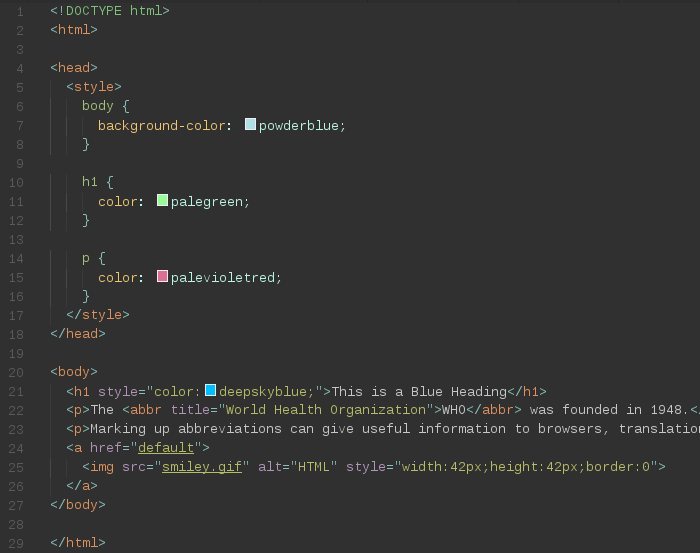 1 <!DOCTYPE html>
2 <html>
3
4 <head>
5 <style>
6 body {
7 background-color: powderblue;
8 }
9
10 h1 {
11 color: palegreen;
12 }
13
14 p {
15 color: palevioletred;
16 }
17 </style>
18 </head>
19
20 <body>
21 <h1 style="color:deepskyblue;">This is a Blue Heading</h1>
22 <p>The <abbr title="World Health Organization">WHO</abbr> was founded in 1948.</
23 <p>Marking up abbreviations can give useful information to browsers, translation
24 <a href="default">
25 <img src="smiley.gif" alt="HTML" style="width:42px;height:42px;border:0">
26 </a>
27 </body>
28
29 </html>